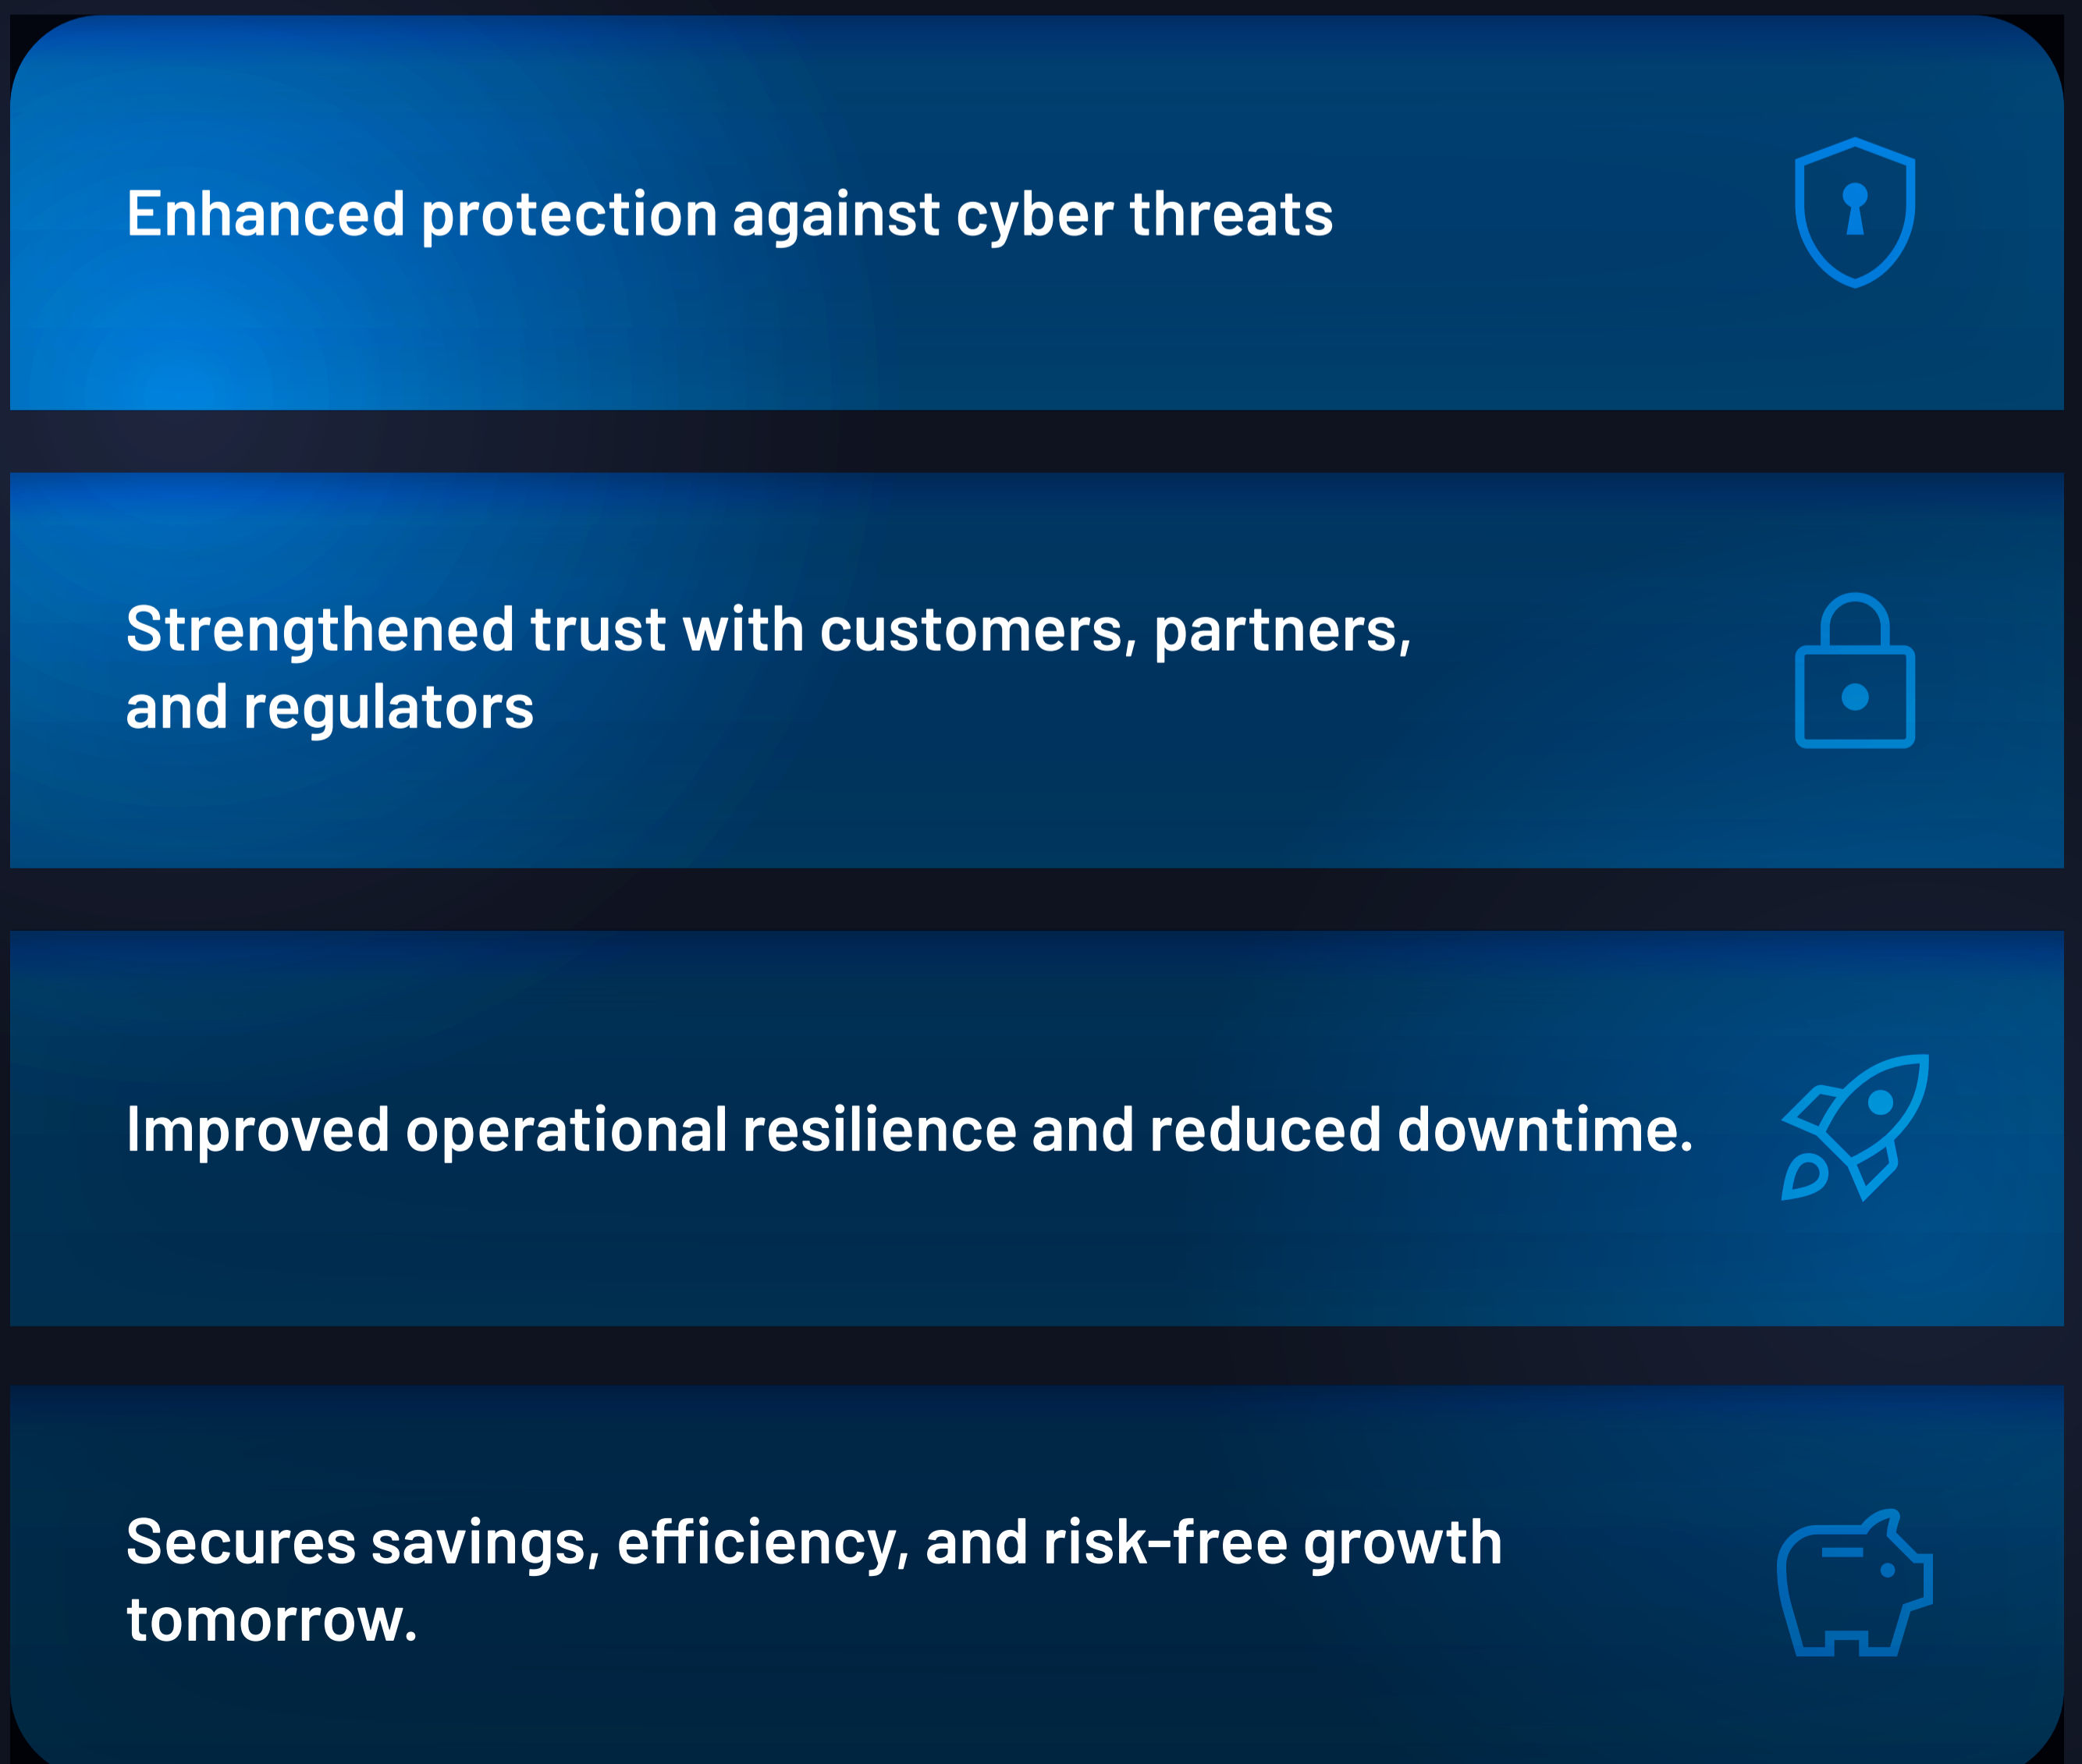 Enhanced protection against cyber threats
Strengthened trust with customers, partners,
and regulators
Improved operational resilience and reduced downtime.
Secures savings, efficiency, and risk-free growth
tomorrow.